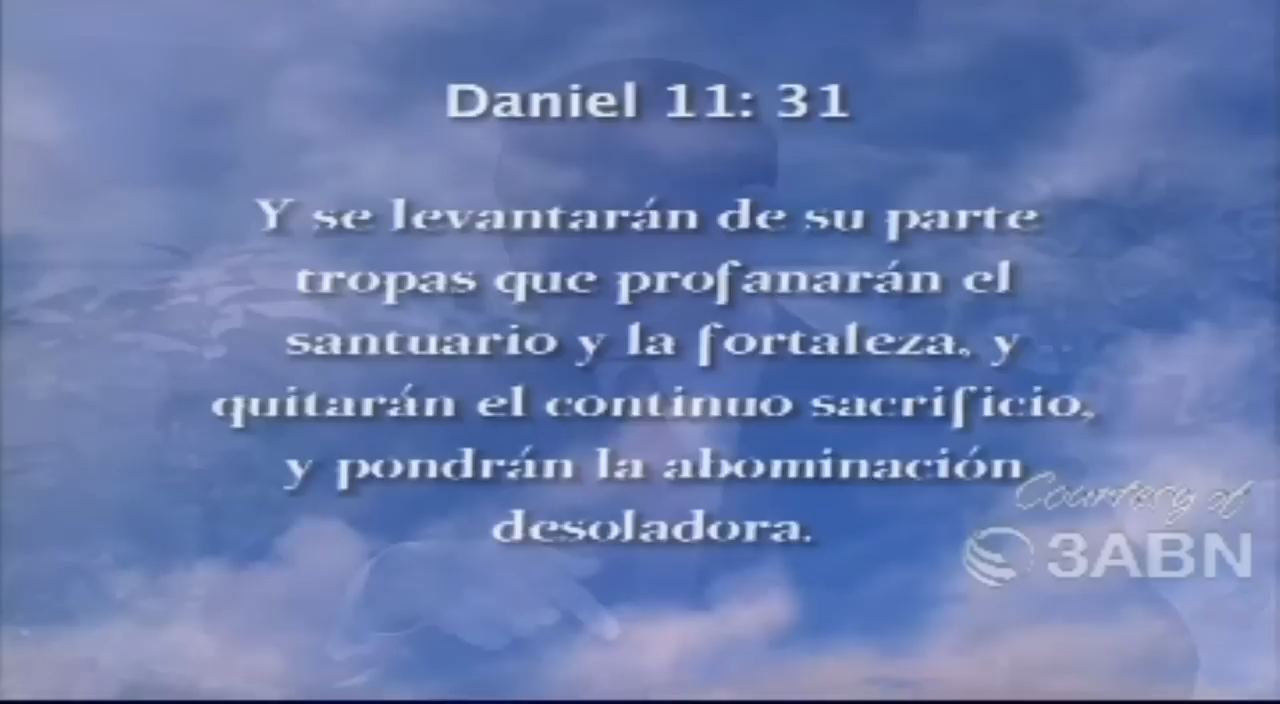 Daniel 11: 31
Y se levantarán de su parte
tropas que profanarán el
santuario y la fortaleza, y
quitarán el continuo sacrificio,
y pondrán la abominación
desoladora.
Courtesy of
3ABN